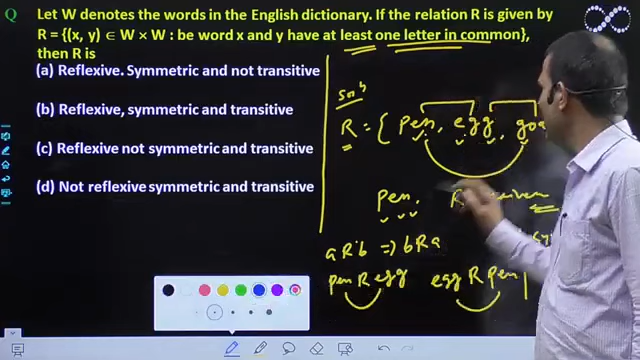 Q Let W denotes the words in the English dictionary. If the relation R is given by
R = {(x, y) ∈ W × W : be word x and y have at least one letter in common},
then R is
(a) Reflexive. Symmetric and not transitive
(b) Reflexive, symmetric and transitive
(c) Reflexive not symmetric and transitive
(d) Not reflexive symmetric and transitive
Solⁿ
R = { pen, egg, goa
pen, R
aRb ⇒ bRa
pen R egg egg R pen